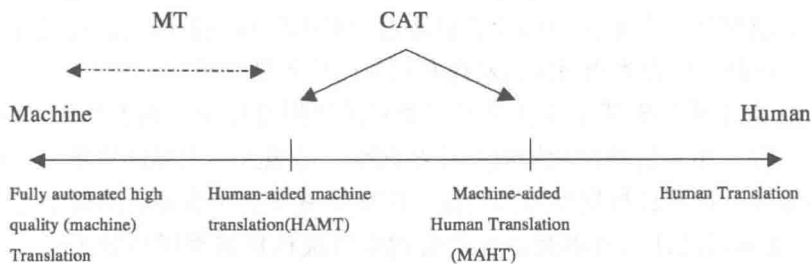 MT CAT
Machine Human
Fully automated high Human-aided machine Machine-aided Human Translation
quality (machine) translation(HAMT) Human Translation
Translation (MAHT)